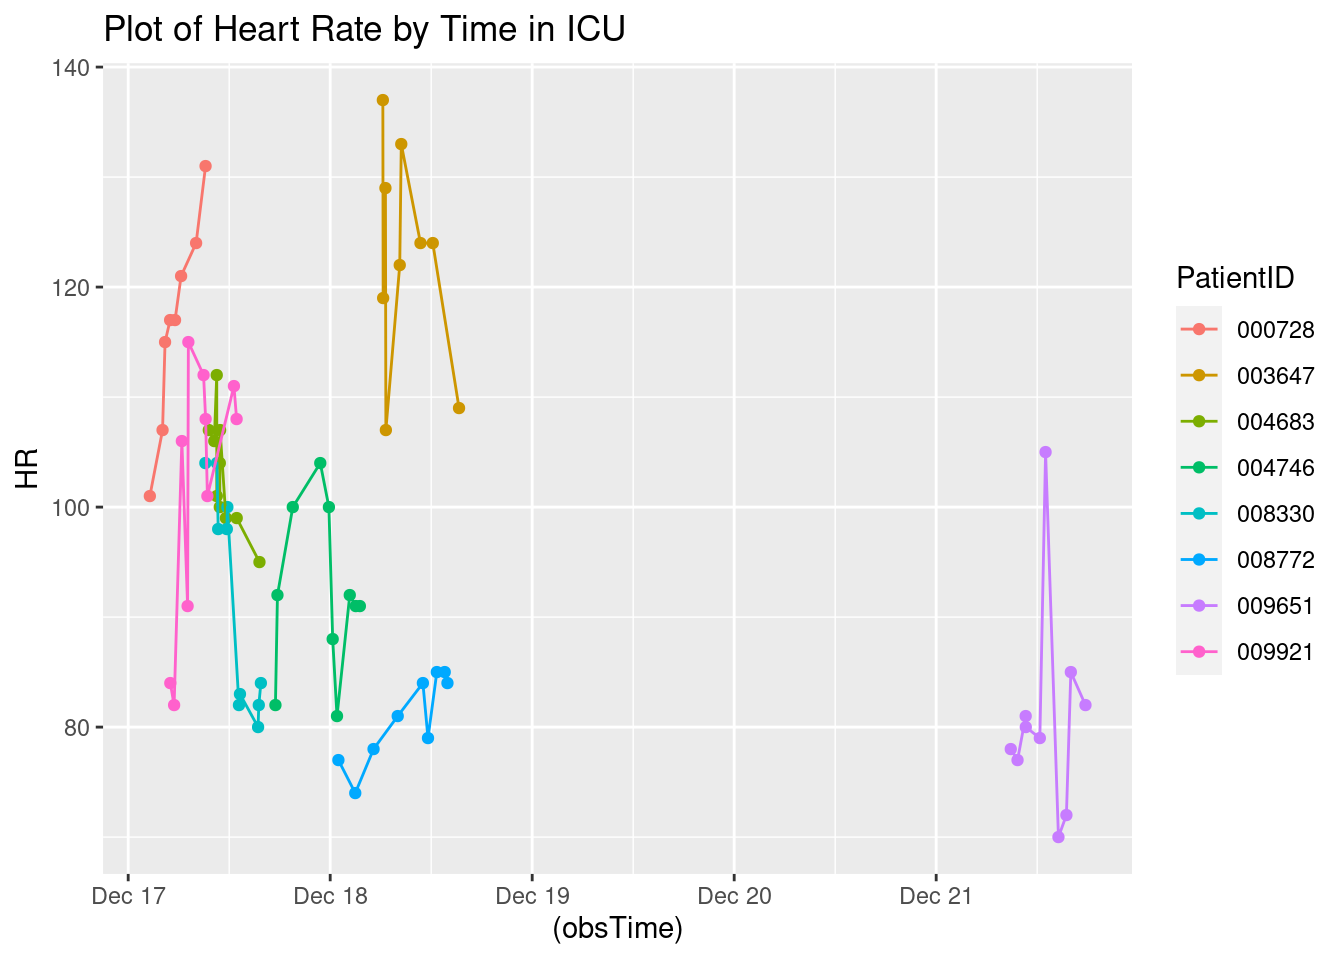 Plot of Heart Rate by Time in ICU
140
120
100
80
HR
Dec 17
Dec 18
Dec 19
Dec 20
Dec 21
(obsTime)
PatientID
000728
003647
004683
004746
008330
008772
009651
009921